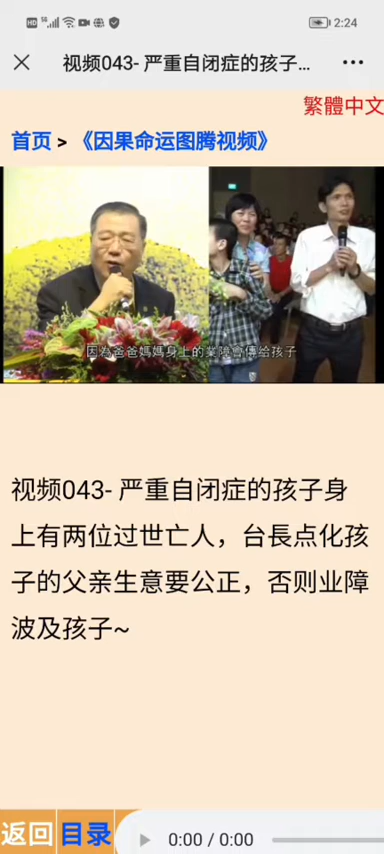 HD 5G 2:24
视频043- 严重自闭症的孩子...
繁體中文
首页 > 《因果命运图腾视频》
因為爸爸媽媽身上的業障會傳給孩子
视频043- 严重自闭症的孩子身
上有两位过世亡人，台長点化孩
子的父亲生意要公正，否则业障
波及孩子~
返回 目录 0:00 / 0:00